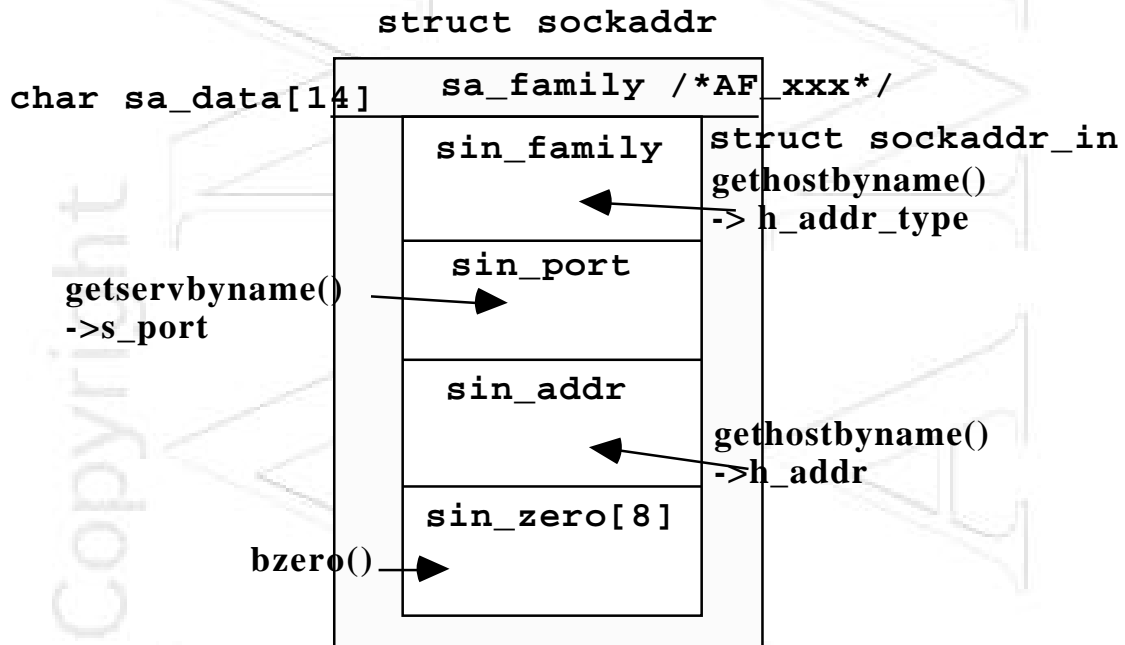 struct sockaddr
sa_family /*AF_xxx*/
char sa_data[14]
sin_family
struct sockaddr_in
gethostbyname()
-> h_addr_type
sin_port
getservbyname()
->s_port
sin_addr
gethostbyname()
->h_addr
sin_zero[8]
bzero()
Copyright